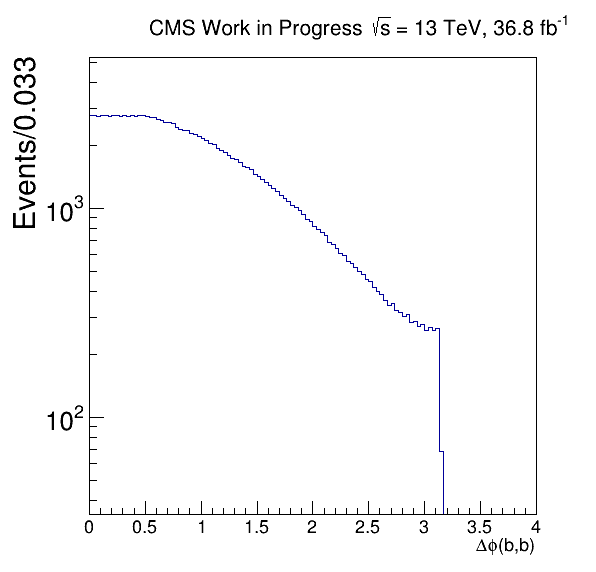 CMS Work in Progress √s = 13 TeV, 36.8 fb⁻¹
Events/0.033
10³
10²
0 0.5 1 1.5 2 2.5 3 3.5 4
Δϕ(b,b)